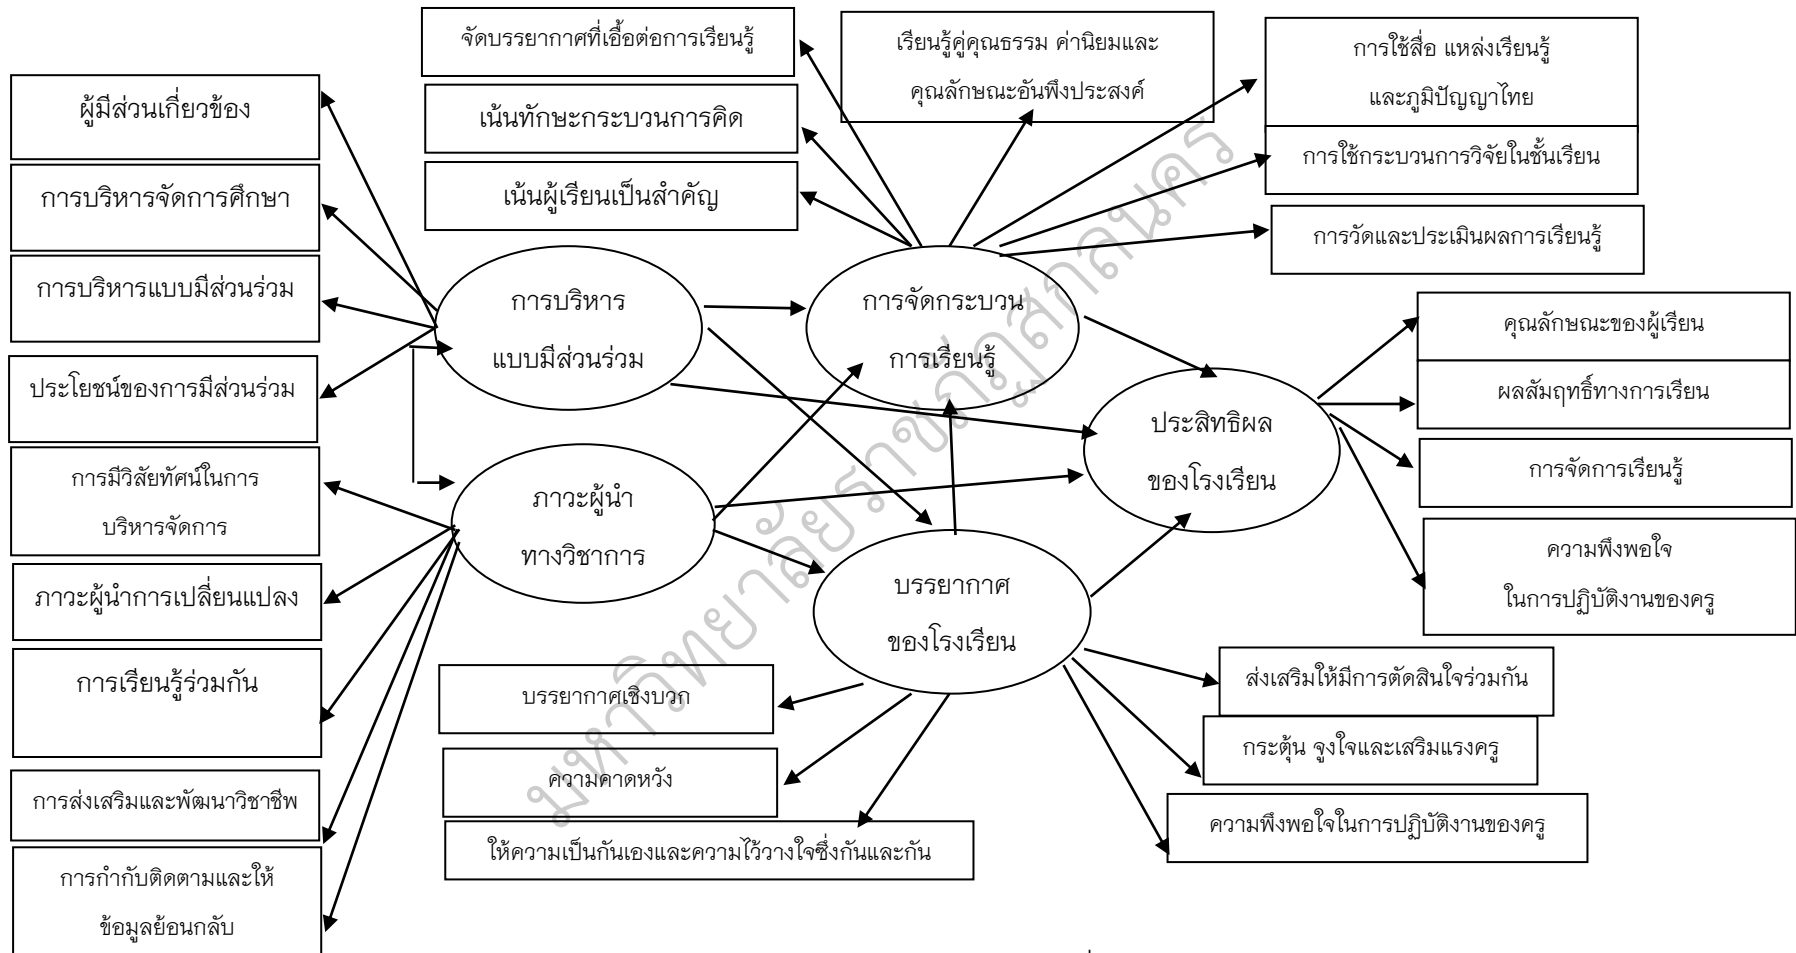 จัดบรรยากาศที่เอื้อต่อการเรียนรู้
เน้นทักษะกระบวนการคิด
เน้นผู้เรียนเป็นสำคัญ
เรียนรู้คู่คุณธรรม ค่านิยมและ
คุณลักษณะอันพึงประสงค์
การใช้สื่อ แหล่งเรียนรู้
และภูมิปัญญาไทย
การใช้กระบวนการวิจัยในชั้นเรียน
การวัดและประเมินผลการเรียนรู้
ผู้มีส่วนเกี่ยวข้อง
การบริหารจัดการศึกษา
การบริหารแบบมีส่วนร่วม
ประโยชน์ของการมีส่วนร่วม
การมีวิสัยทัศน์ในการ
บริหารจัดการ
ภาวะผู้นำการเปลี่ยนแปลง
การเรียนรู้ร่วมกัน
การส่งเสริมและพัฒนาวิชาชีพ
การกำกับติดตามและให้
ข้อมูลย้อนกลับ
การบริหาร
แบบมีส่วนร่วม
การจัดกระบวน
การเรียนรู้
ภาวะผู้นำ
ทางวิชาการ
ประสิทธิผล
ของโรงเรียน
บรรยากาศ
ของโรงเรียน
คุณลักษณะของผู้เรียน
ผลสัมฤทธิ์ทางการเรียน
การจัดการเรียนรู้
ความพึงพอใจ
ในการปฏิบัติงานของครู
บรรยากาศเชิงบวก
ความคาดหวัง
ให้ความเป็นกันเองและความไว้วางใจซึ่งกันและกัน
ส่งเสริมให้มีการตัดสินใจร่วมกัน
กระตุ้น จูงใจและเสริมแรงครู
ความพึงพอใจในการปฏิบัติงานของครู
มหาวิทยาลัยราชภัฏสกลนคร